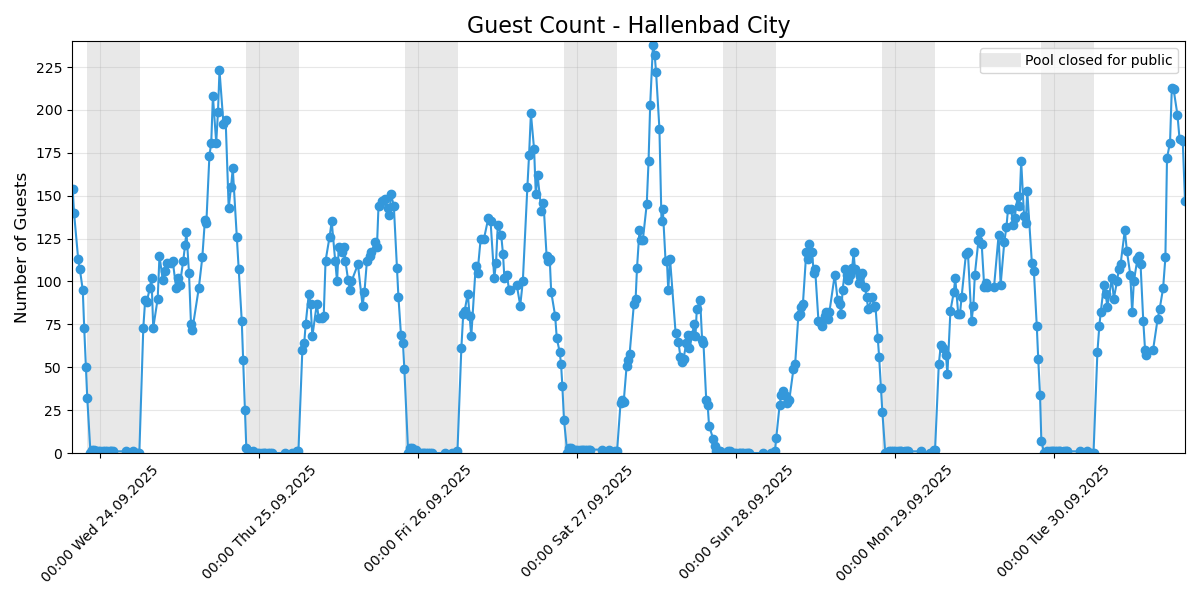 Guest Count - Hallenbad City
Pool closed for public
Number of Guests
225
200
175
150
125
100
75
50
25
0
00:00 Wed 24.09.2025
00:00 Thu 25.09.2025
00:00 Fri 26.09.2025
00:00 Sat 27.09.2025
00:00 Sun 28.09.2025
00:00 Mon 29.09.2025
00:00 Tue 30.09.2025